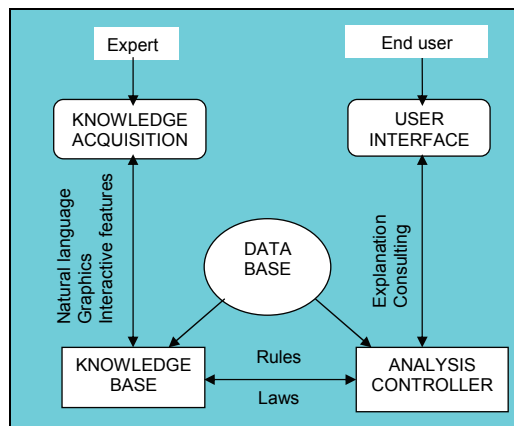 Expert
End user
KNOWLEDGE
ACQUISITION
USER
INTERFACE
Natural language
Graphics
Interactive features
DATA
BASE
Explanation
Consulting
KNOWLEDGE
BASE
Rules
Laws
ANALYSIS
CONTROLLER